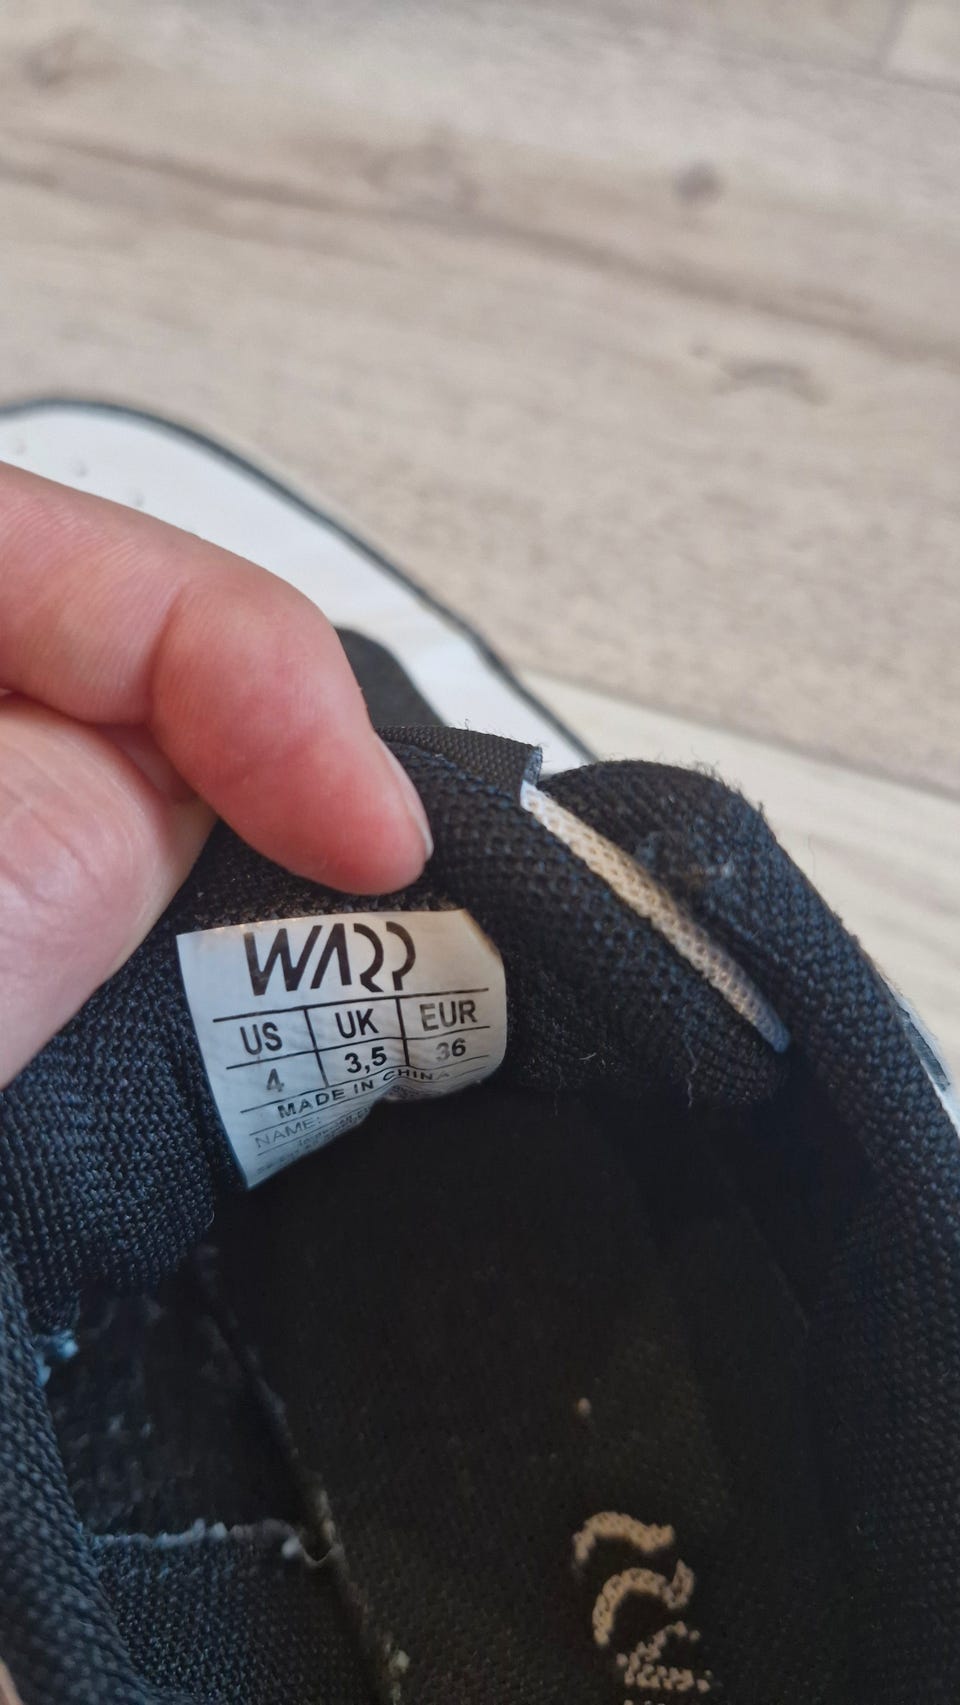 WARP
US UK EUR
4 3,5 36
MADE IN CHINA
NAME: